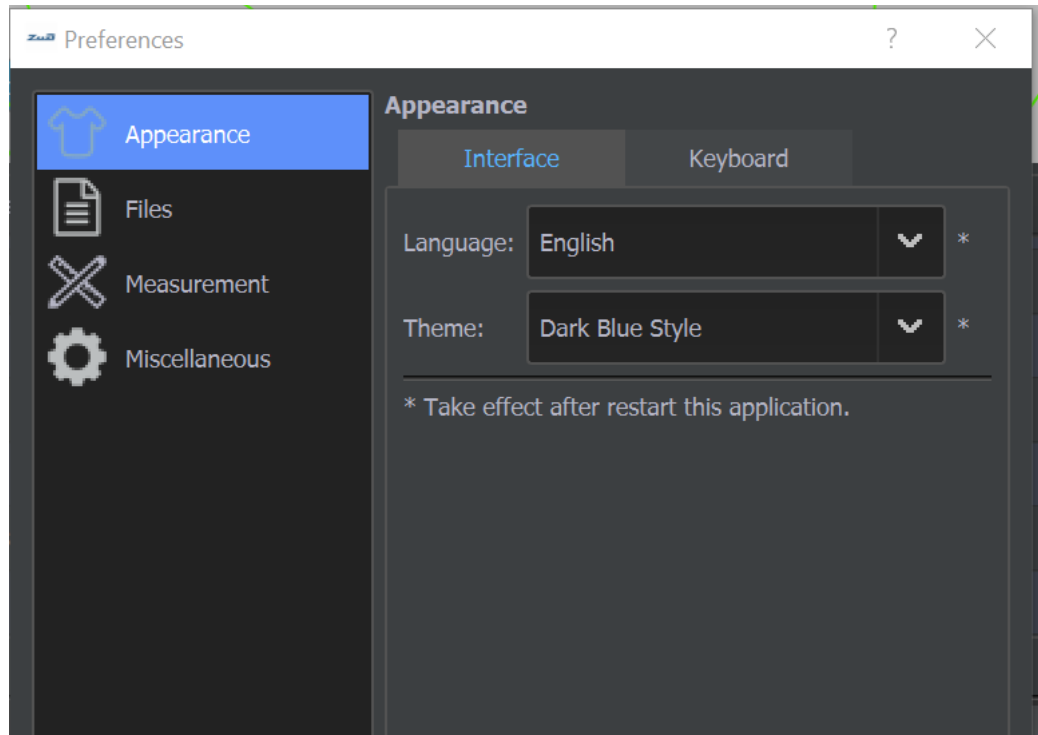 Preferences
?
Appearance
Files
Measurement
Miscellaneous
Appearance
Interface Keyboard
Language: English *
Theme: Dark Blue Style *
* Take effect after restart this application.